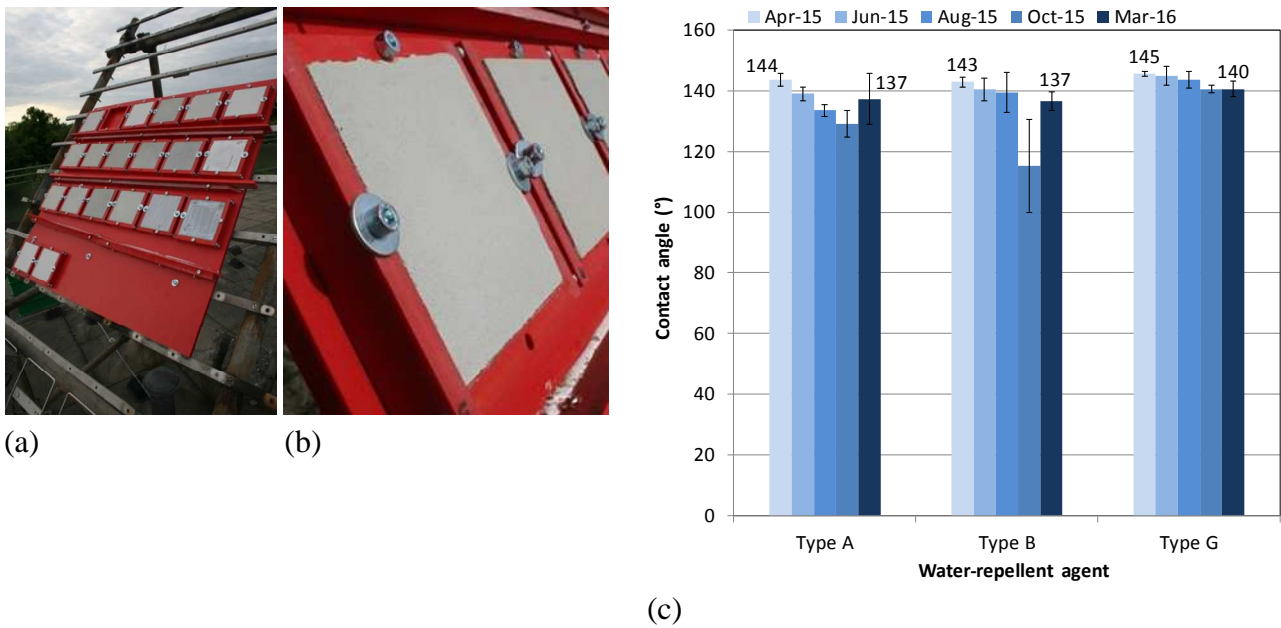 (a)
(b)
Apr-15 Jun-15 Aug-15 Oct-15 Mar-16
160
140
120
100
80
60
40
20
0
Contact angle (°)
144
137
143
137
145
140
Type A Type B Type G
Water-repellent agent
(c)